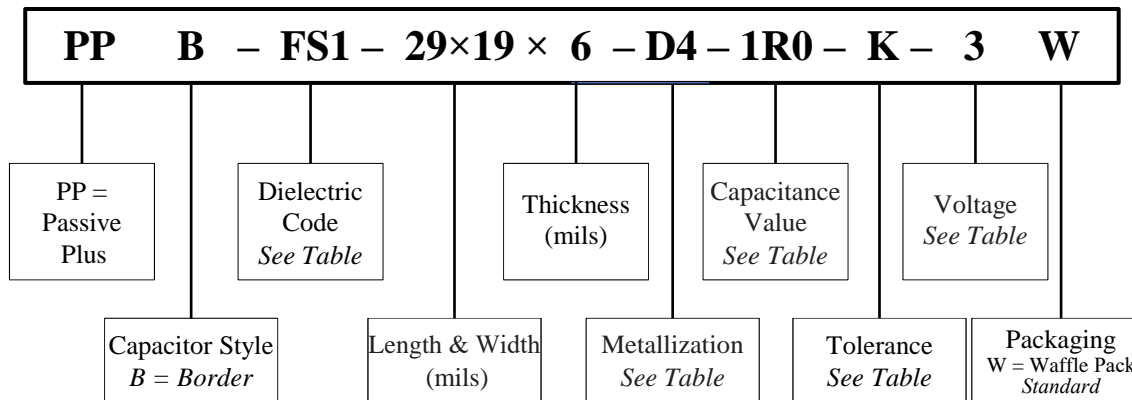 PP B – FS1 – 29×19 × 6 – D4 – 1R0 – K – 3 W
PP =
Passive
Plus
Dielectric
Code
See Table
Thickness
(mils)
Capacitance
Value
See Table
Voltage
See Table
Capacitor Style
B = Border
Length & Width
(mils)
Metallization
See Table
Tolerance
See Table
Packaging
W = Waffle Pack
Standard